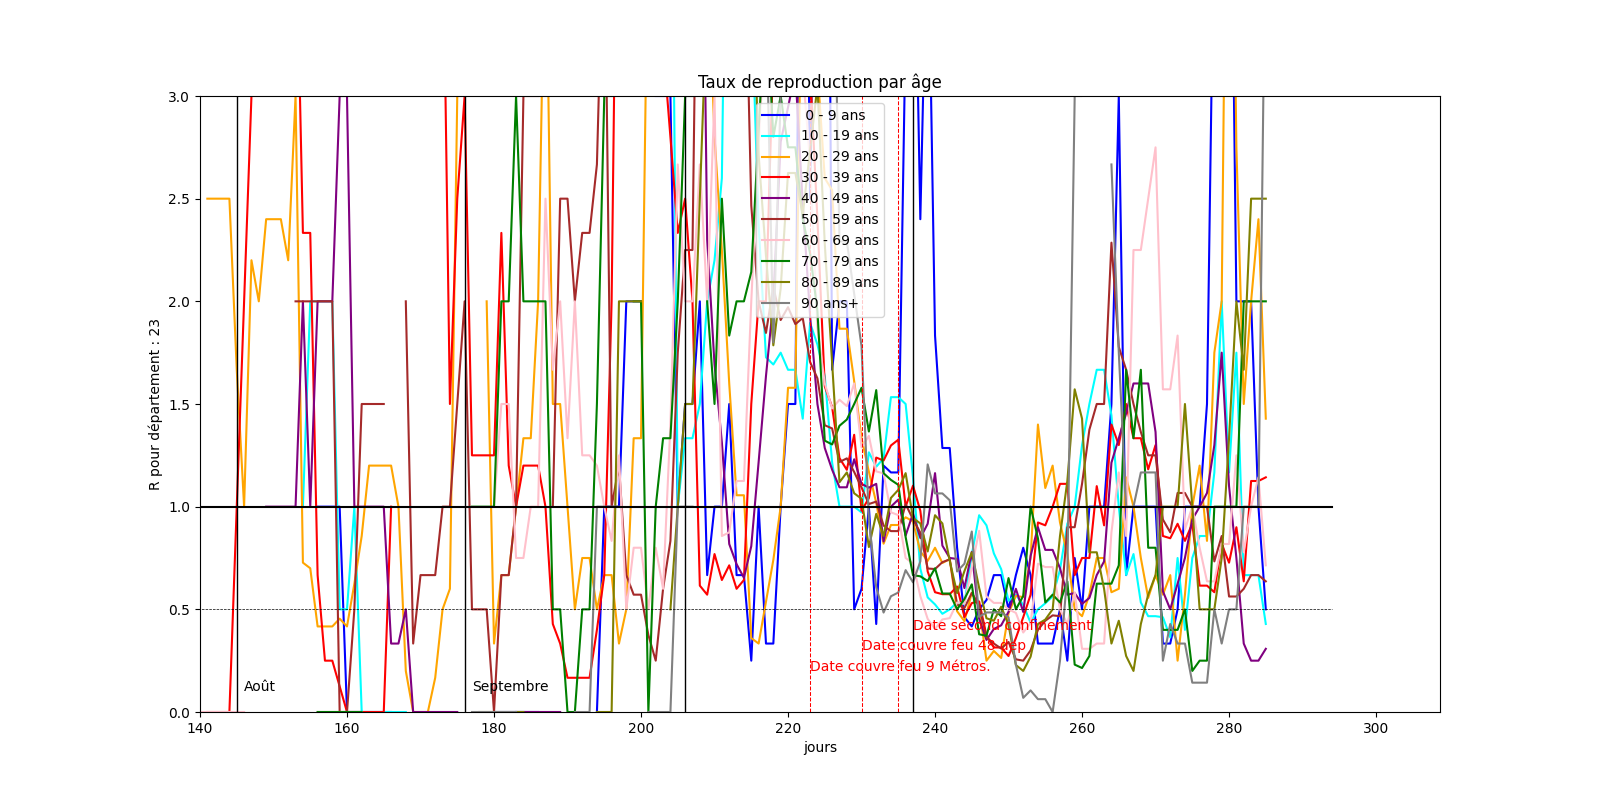 Taux de reproduction par âge
R pour département : 23
3.0
2.5
2.0
1.5
1.0
0.5
0.0
0 - 9 ans
10 - 19 ans
20 - 29 ans
30 - 39 ans
40 - 49 ans
50 - 59 ans
60 - 69 ans
70 - 79 ans
80 - 89 ans
90 ans+
Date second confinement
Date couvre feu 48 dep
Date couvre feu 9 Métros.
Août
Septembre
140
160
180
200
220
240
260
280
300
jours